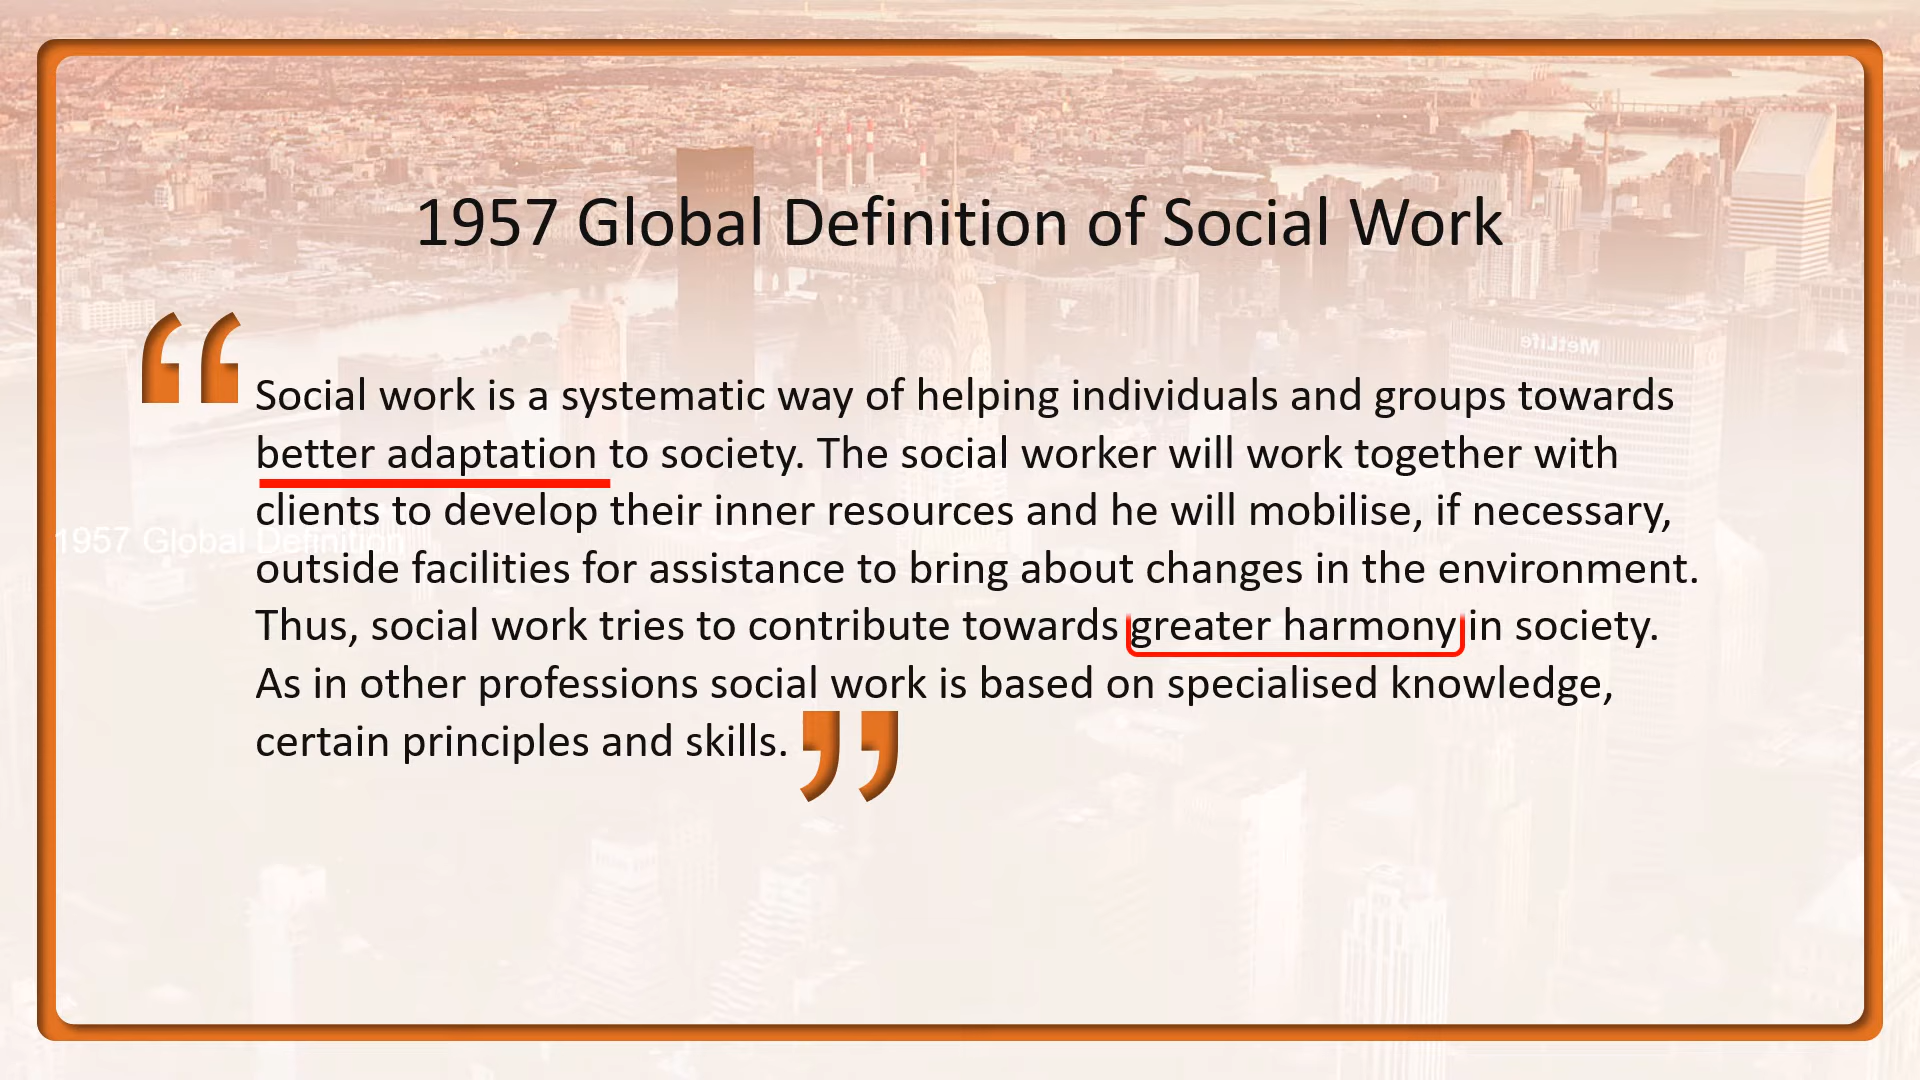 1957 Global Definition of Social Work
“
Social work is a systematic way of helping individuals and groups towards
better adaptation to society. The social worker will work together with
clients to develop their inner resources and he will mobilise, if necessary,
1957 Global Definition
outside facilities for assistance to bring about changes in the environment.
Thus, social work tries to contribute towards greater harmony in society.
As in other professions social work is based on specialised knowledge,
certain principles and skills. ”
MetLife